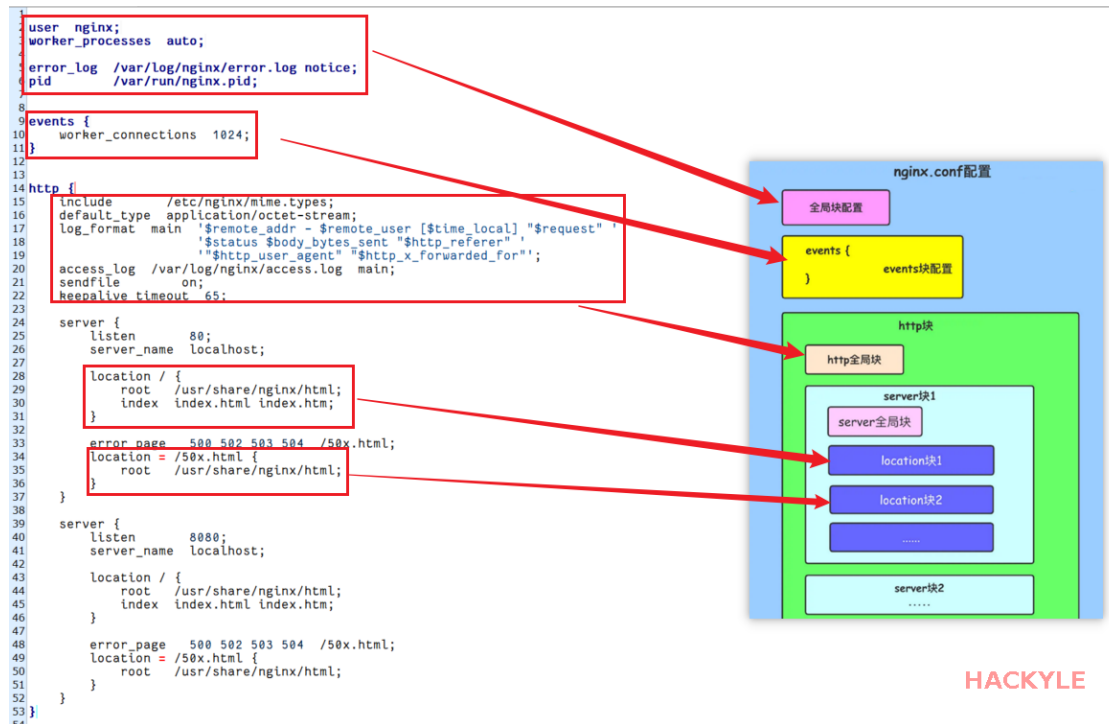 1
2 user  nginx;
3 worker_processes  auto;
4
5 error_log  /var/log/nginx/error.log notice;
6 pid        /var/run/nginx.pid;
7
8
9 events {
10     worker_connections  1024;
11 }
12
13
14 http {
15     include       /etc/nginx/mime.types;
16     default_type  application/octet-stream;
17     log_format  main  '$remote_addr - $remote_user [$time_local] "$request" '
18                       '$status $body_bytes_sent "$http_referer" '
19                       '"$http_user_agent" "$http_x_forwarded_for"';
20     access_log  /var/log/nginx/access.log  main;
21     sendfile        on;
22     keepalive_timeout  65;
23
24     server {
25         listen       80;
26         server_name  localhost;
27
28         location / {
29             root   /usr/share/nginx/html;
30             index  index.html index.htm;
31         }
32
33         error_page   500 502 503 504  /50x.html;
34         location = /50x.html {
35             root   /usr/share/nginx/html;
36         }
37     }
38
39     server {
40         listen       8080;
41         server_name  localhost;
42
43         location / {
44             root   /usr/share/nginx/html;
45             index  index.html index.htm;
46         }
47
48         error_page   500 502 503 504  /50x.html;
49         location = /50x.html {
50             root   /usr/share/nginx/html;
51         }
52     }
53 }
54
nginx.conf配置
全局块配置
events {
events块配置
}
http块
http全局块
server块1
server全局块
location块1
location块2
......
server块2
.....
HACKYLE